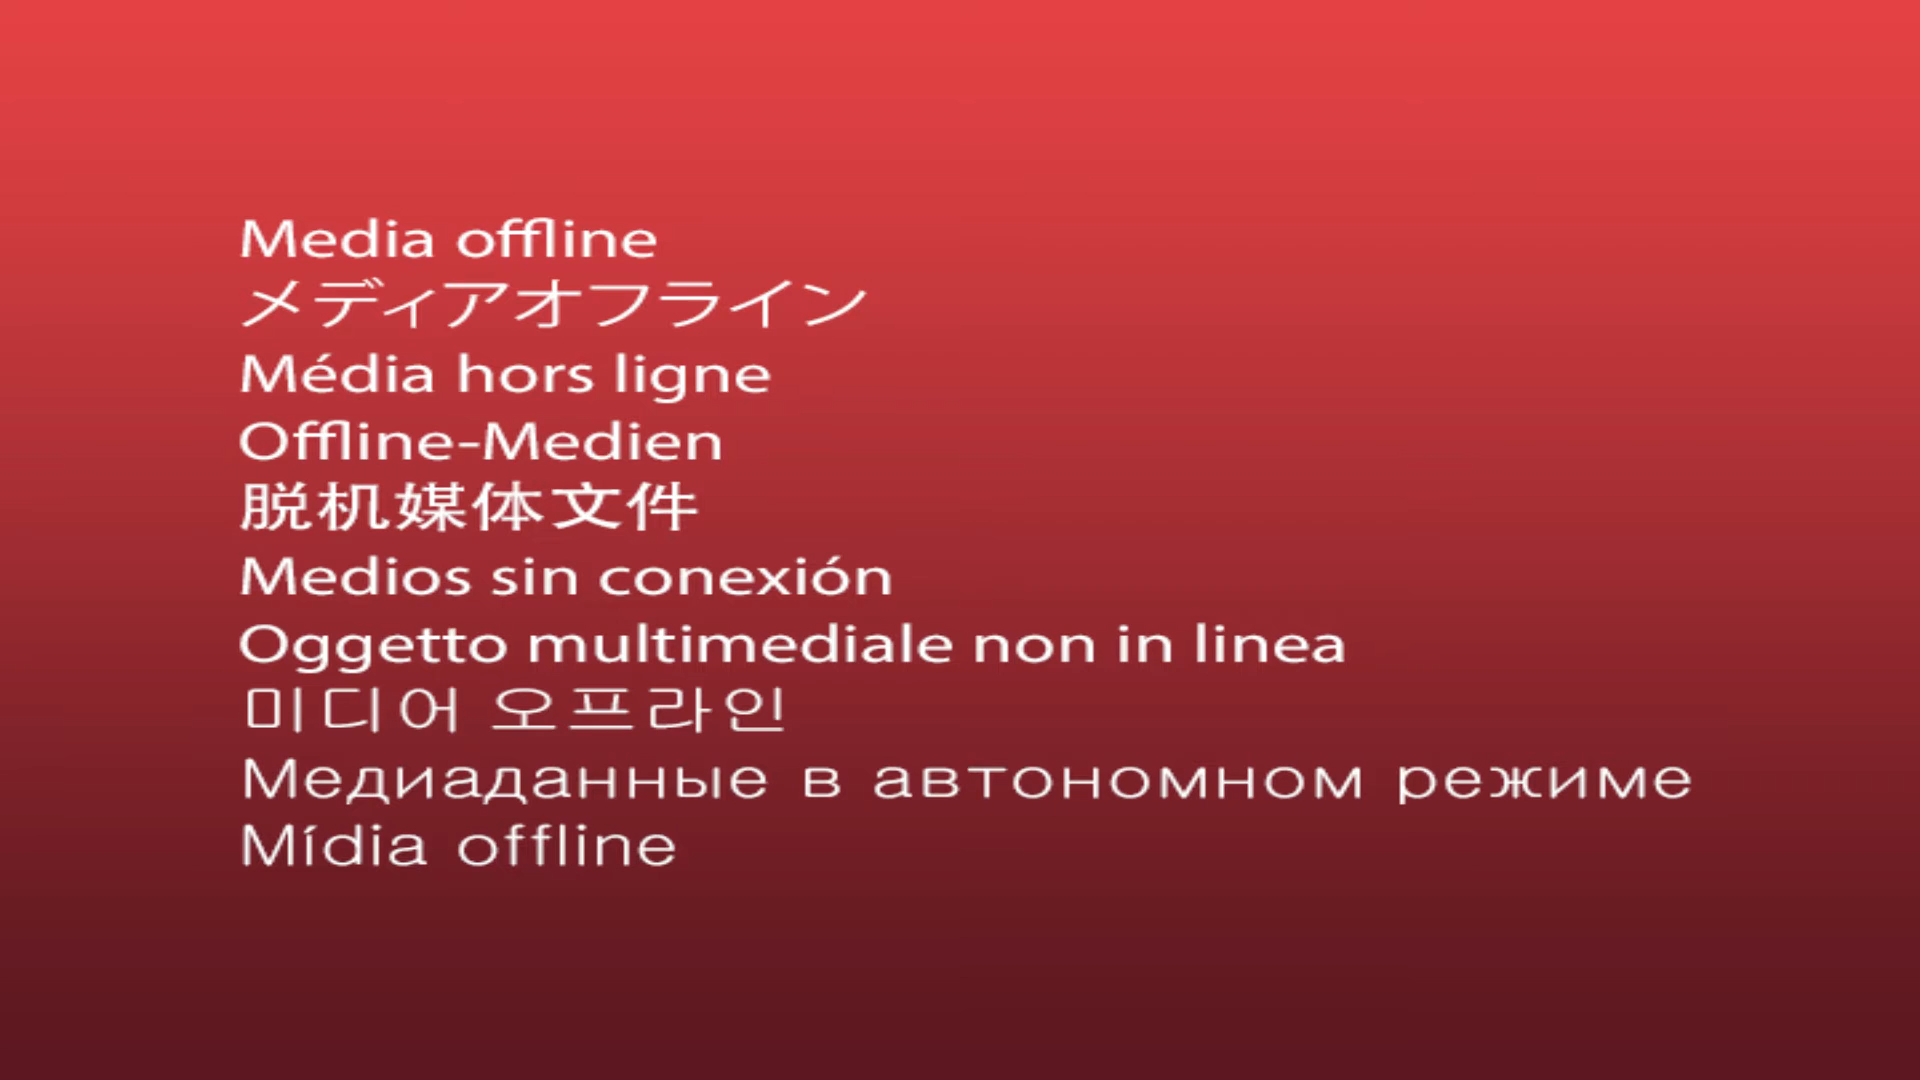 Media offline
メディアオフライン
Média hors ligne
Offline-Medien
脱机媒体文件
Medios sin conexión
Oggetto multimediale non in linea
미디어 오프라인
Медиаданные в автономном режиме
Mídia offline